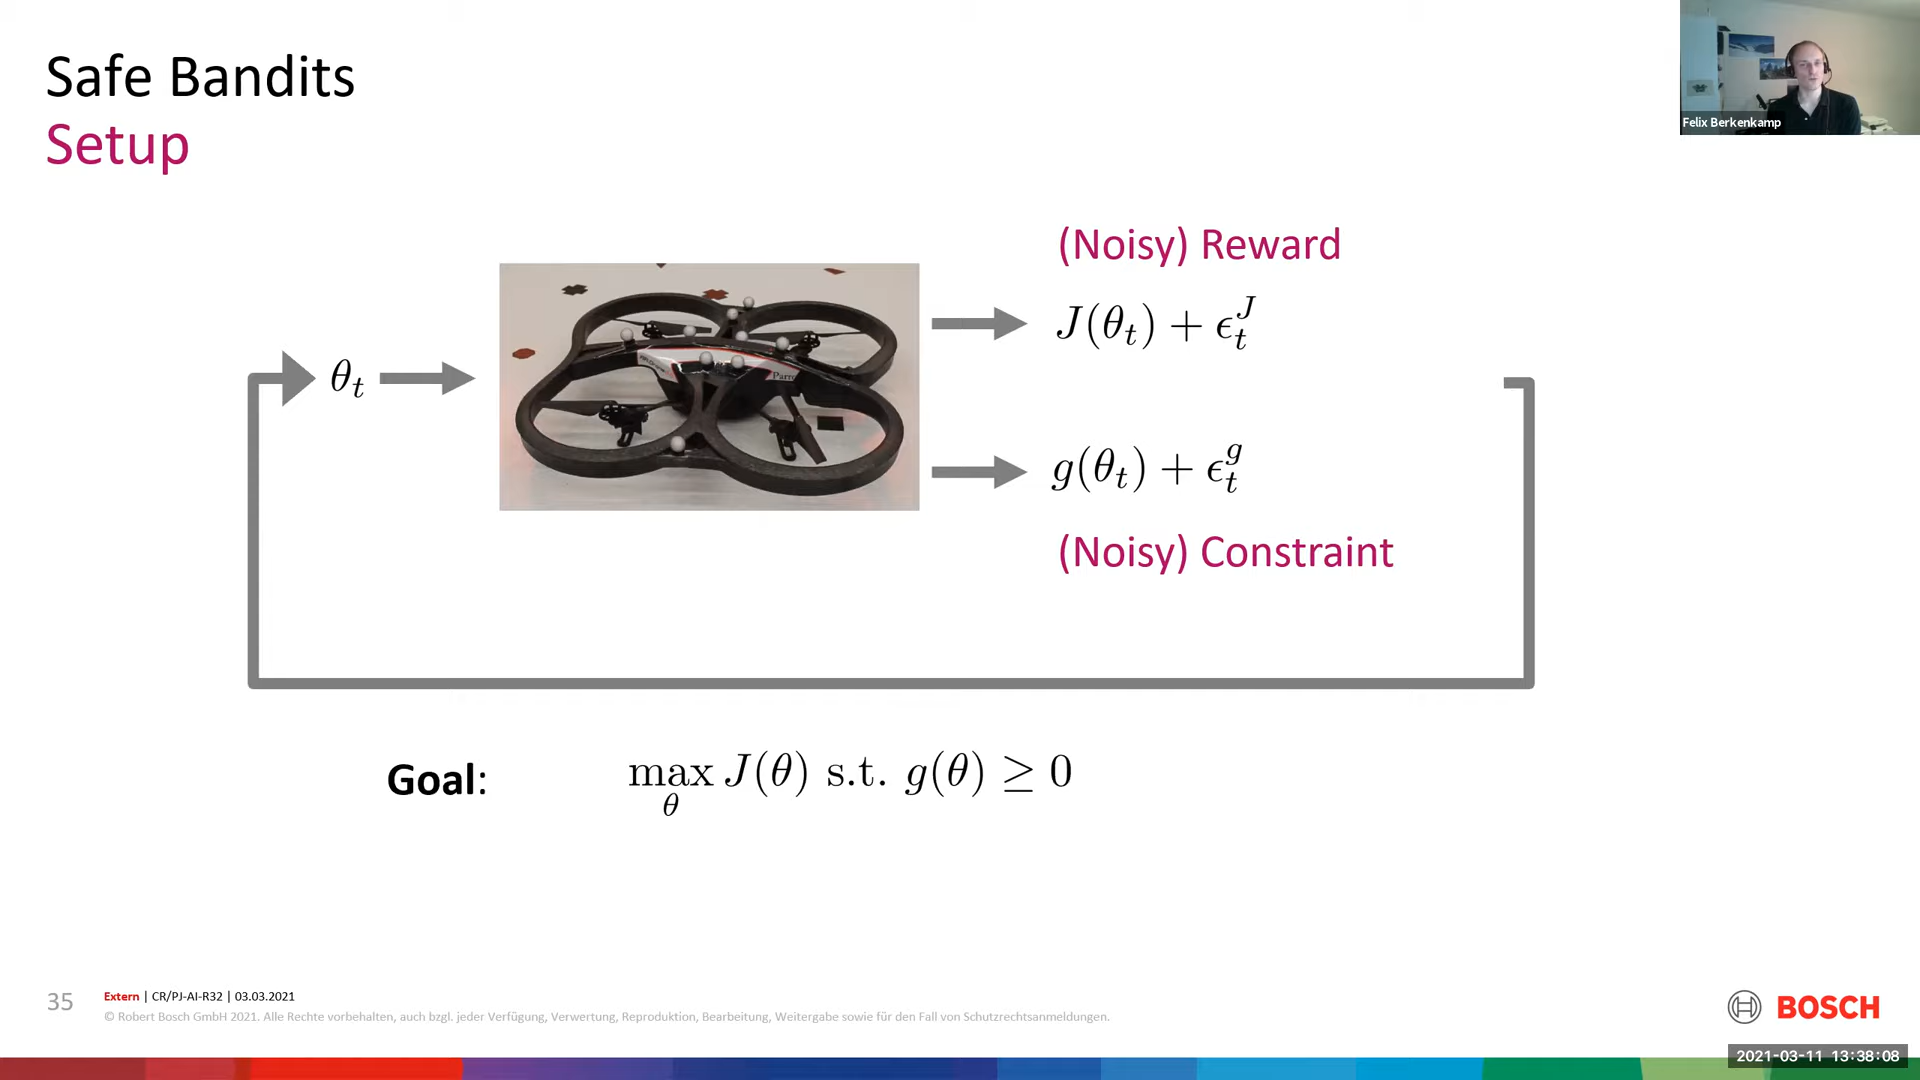 Safe Bandits
Setup
Felix Berkenkamp
(Noisy) Reward
J(θ_t) + ϵ_t^J
θ_t
Parro
g(θ_t) + ϵ_t^g
(Noisy) Constraint
Goal: max_θ J(θ) s.t. g(θ) ≥ 0
35 Extern | CR/PJ-AI-R32 | 03.03.2021
© Robert Bosch GmbH 2021. Alle Rechte vorbehalten, auch bzgl. jeder Verfügung, Verwertung, Reproduktion, Bearbeitung, Weitergabe sowie für den Fall von Schutzrechtsanmeldungen.
BOSCH
2021-03-11 13:38:08